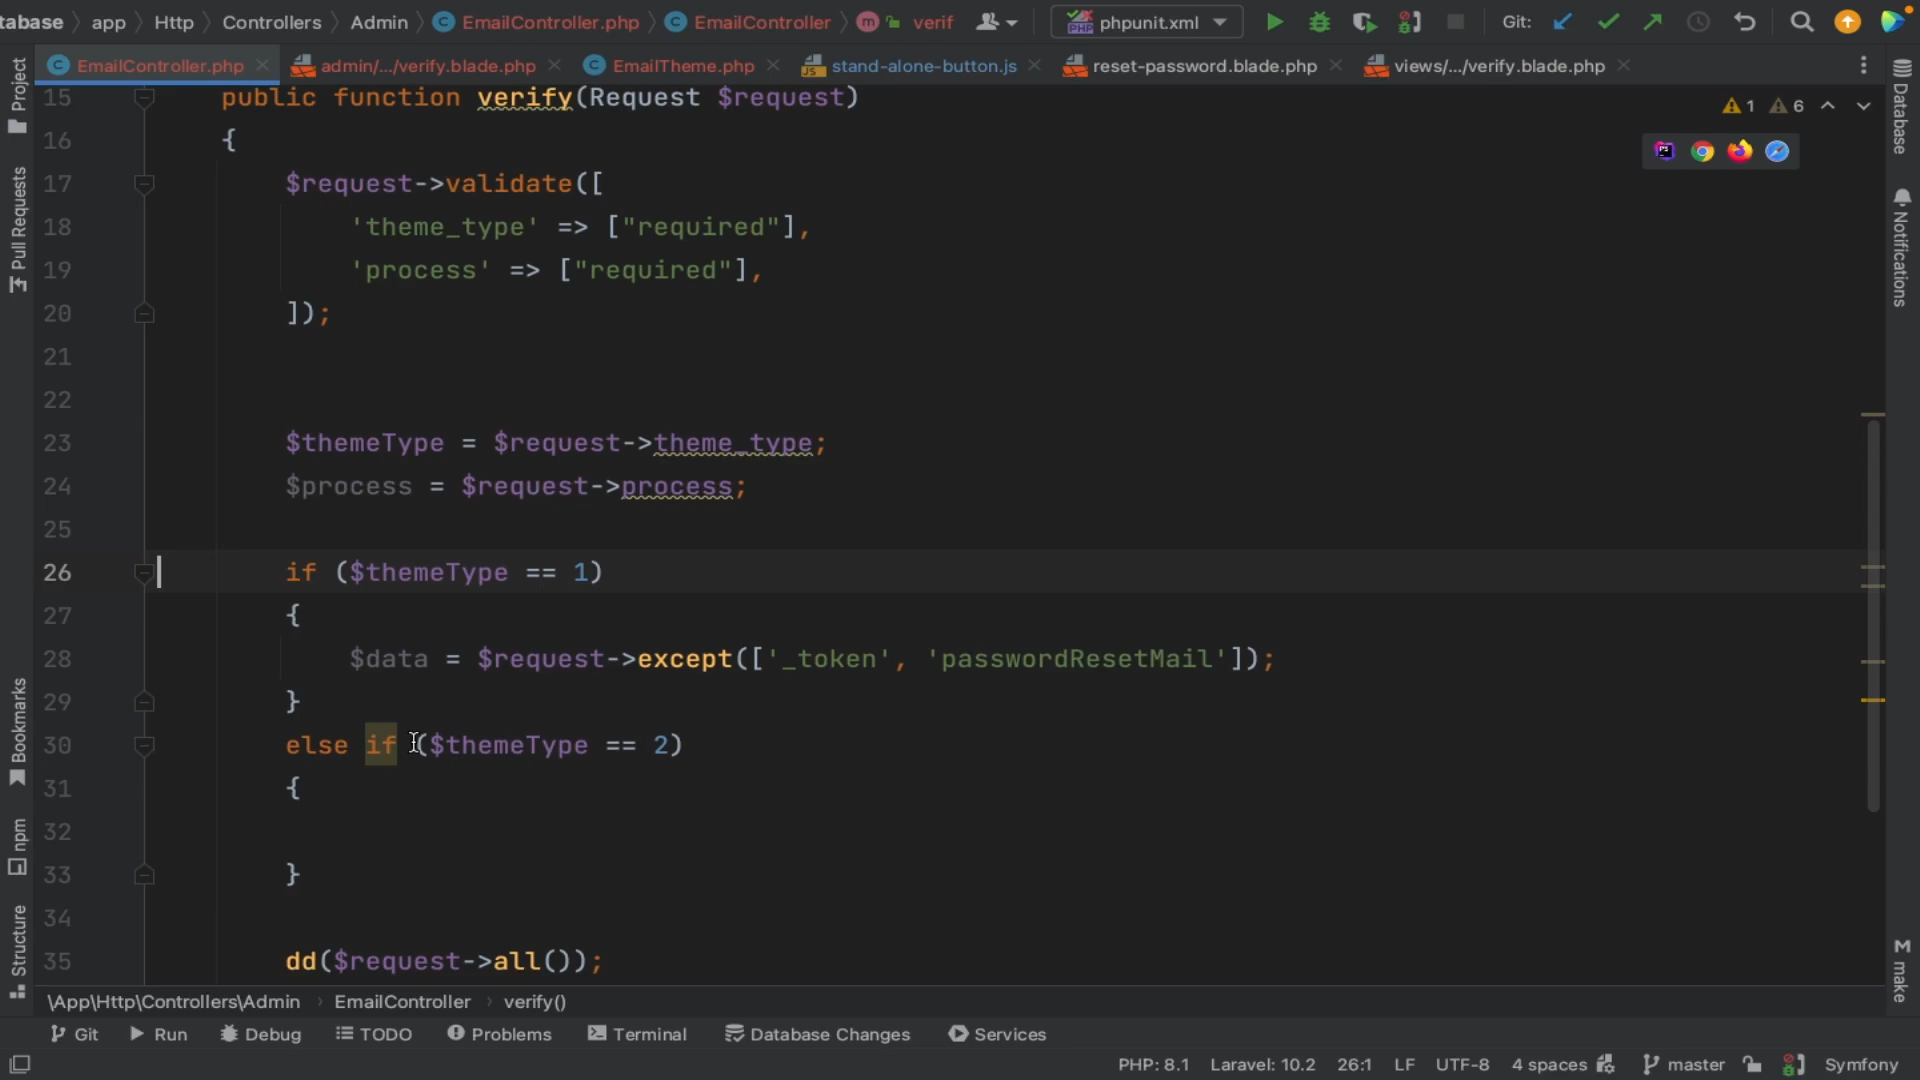 tabase app Http Controllers Admin EmailController.php EmailController m verif phpunit.xml Git:
EmailController.php admin/.../verify.blade.php EmailTheme.php stand-alone-button.js reset-password.blade.php views/.../verify.blade.php
Project
Pull Requests
Bookmarks
npm
Structure
15 public function verify(Request $request)
16 {
17 $request->validate([
18 'theme_type' => ["required"],
19 'process' => ["required"],
20 ]);
21
22
23 $themeType = $request->theme_type;
24 $process = $request->process;
25
26 if ($themeType == 1)
27 {
28 $data = $request->except(['_token', 'passwordResetMail']);
29 }
30 else if ($themeType == 2)
31 {
32
33 }
34
35 dd($request->all());
1 6
Database
Notifications
make
\App\Http\Controllers\Admin EmailController verify()
Git Run Debug TODO Problems Terminal Database Changes Services
PHP: 8.1 Laravel: 10.2 26:1 LF UTF-8 4 spaces master Symfony